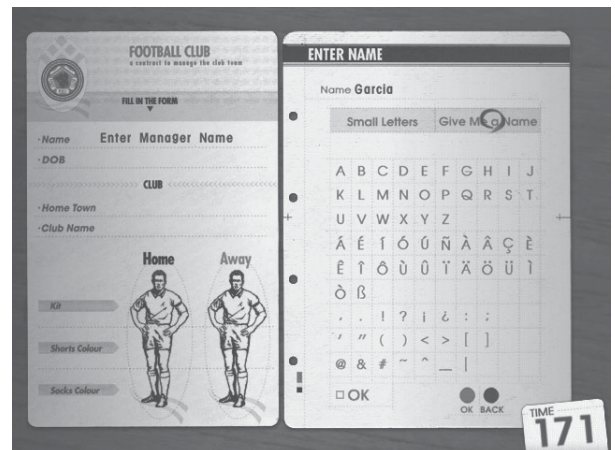 FOOTBALL CLUB
a contract to manage the club team
FILL IN THE FORM
·Name Enter Manager Name
·DOB
CLUB
·Home Town
·Club Name
Home Away
Kit
Shorts Colour
Socks Colour
ENTER NAME
Name Garcia
Small Letters Give Me a Name
A B C D E F G H I J
K L M N O P Q R S T
U V W X Y Z
Á É Í Ó Ú Ñ À Â Ç È
Ê Î Ô Ù Û Ï Ä Ö Ü Ì
Ò ß
, . ! ? ¡ ¿ : ;
' " ( ) < > [ ]
@ & # ~ ^ _ |
OK
OK BACK
TIME
171